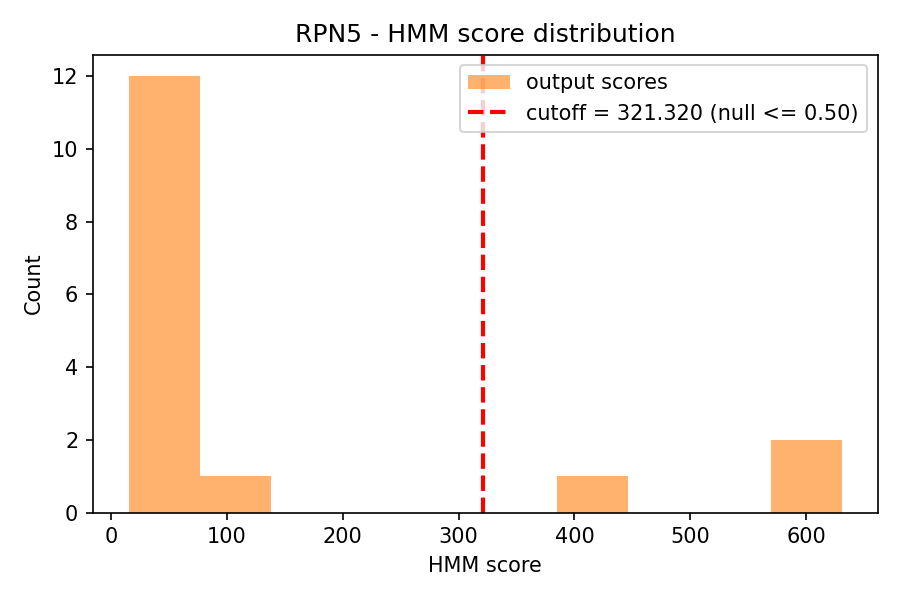 RPN5 - HMM score distribution
output scores
cutoff = 321.320 (null <= 0.50)
12
10
8
6
4
2
0
Count
0 100 200 300 400 500 600
HMM score